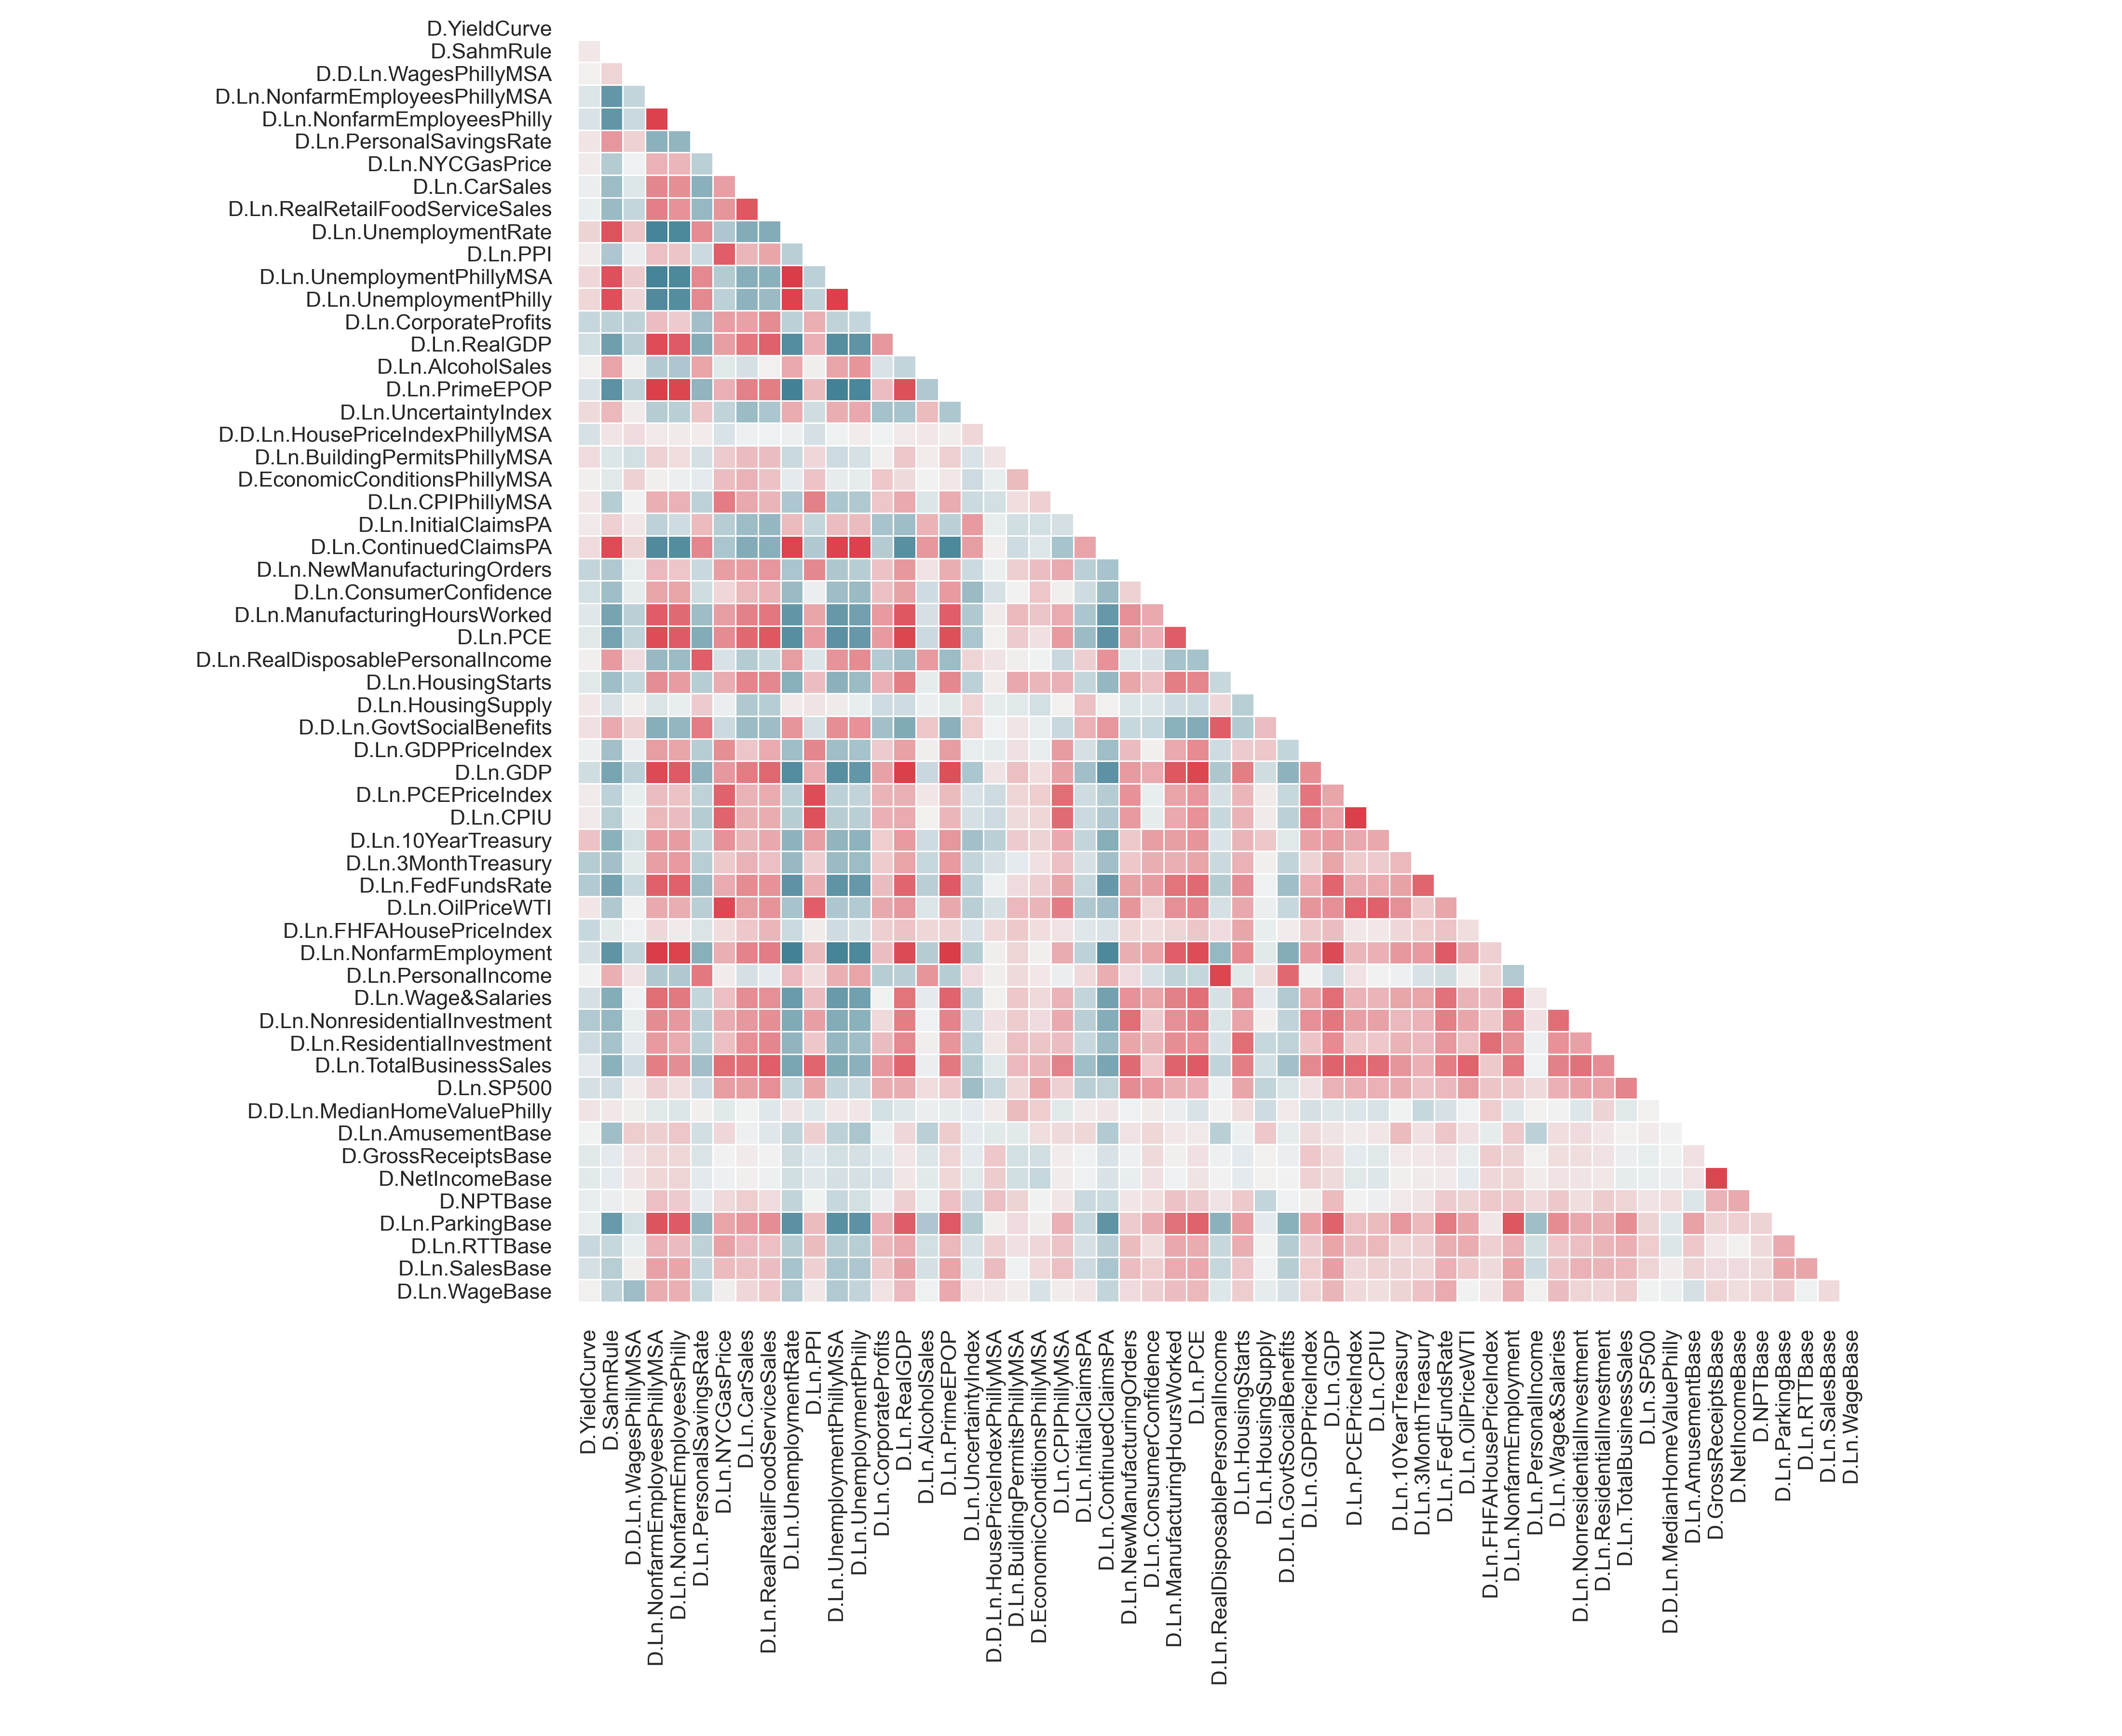 D.YieldCurve
D.SahmRule
D.D.Ln.WagesPhillyMSA
D.Ln.NonfarmEmployeesPhillyMSA
D.Ln.NonfarmEmployeesPhilly
D.Ln.PersonalSavingsRate
D.Ln.NYCGasPrice
D.Ln.CarSales
D.Ln.RealRetailFoodServiceSales
D.Ln.UnemploymentRate
D.Ln.PPI
D.Ln.UnemploymentPhillyMSA
D.Ln.UnemploymentPhilly
D.Ln.CorporateProfits
D.Ln.RealGDP
D.Ln.AlcoholSales
D.Ln.PrimeEPOP
D.Ln.UncertaintyIndex
D.D.Ln.HousePriceIndexPhillyMSA
D.Ln.BuildingPermitsPhillyMSA
D.EconomicConditionsPhillyMSA
D.Ln.CPIPhillyMSA
D.Ln.InitialClaimsPA
D.Ln.ContinuedClaimsPA
D.Ln.NewManufacturingOrders
D.Ln.ConsumerConfidence
D.Ln.ManufacturingHoursWorked
D.Ln.PCE
D.Ln.RealDisposablePersonalIncome
D.Ln.HousingStarts
D.Ln.HousingSupply
D.D.Ln.GovtSocialBenefits
D.Ln.GDPPriceIndex
D.Ln.GDP
D.Ln.PCEPriceIndex
D.Ln.CPIU
D.Ln.10YearTreasury
D.Ln.3MonthTreasury
D.Ln.FedFundsRate
D.Ln.OilPriceWTI
D.Ln.FHFAHousePriceIndex
D.Ln.NonfarmEmployment
D.Ln.PersonalIncome
D.Ln.Wage&Salaries
D.Ln.NonresidentialInvestment
D.Ln.ResidentialInvestment
D.Ln.TotalBusinessSales
D.Ln.SP500
D.D.Ln.MedianHomeValuePhilly
D.Ln.AmusementBase
D.GrossReceiptsBase
D.NetIncomeBase
D.NPTBase
D.Ln.ParkingBase
D.Ln.RTTBase
D.Ln.SalesBase
D.Ln.WageBase
D.YieldCurve
D.SahmRule
D.D.Ln.WagesPhillyMSA
D.Ln.NonfarmEmployeesPhillyMSA
D.Ln.NonfarmEmployeesPhilly
D.Ln.PersonalSavingsRate
D.Ln.NYCGasPrice
D.Ln.CarSales
D.Ln.RealRetailFoodServiceSales
D.Ln.UnemploymentRate
D.Ln.PPI
D.Ln.UnemploymentPhillyMSA
D.Ln.UnemploymentPhilly
D.Ln.CorporateProfits
D.Ln.RealGDP
D.Ln.AlcoholSales
D.Ln.PrimeEPOP
D.Ln.UncertaintyIndex
D.D.Ln.HousePriceIndexPhillyMSA
D.Ln.BuildingPermitsPhillyMSA
D.EconomicConditionsPhillyMSA
D.Ln.CPIPhillyMSA
D.Ln.InitialClaimsPA
D.Ln.ContinuedClaimsPA
D.Ln.NewManufacturingOrders
D.Ln.ConsumerConfidence
D.Ln.ManufacturingHoursWorked
D.Ln.PCE
D.Ln.RealDisposablePersonalIncome
D.Ln.HousingStarts
D.Ln.HousingSupply
D.D.Ln.GovtSocialBenefits
D.Ln.GDPPriceIndex
D.Ln.GDP
D.Ln.PCEPriceIndex
D.Ln.CPIU
D.Ln.10YearTreasury
D.Ln.3MonthTreasury
D.Ln.FedFundsRate
D.Ln.OilPriceWTI
D.Ln.FHFAHousePriceIndex
D.Ln.NonfarmEmployment
D.Ln.PersonalIncome
D.Ln.Wage&Salaries
D.Ln.NonresidentialInvestment
D.Ln.ResidentialInvestment
D.Ln.TotalBusinessSales
D.Ln.SP500
D.D.Ln.MedianHomeValuePhilly
D.Ln.AmusementBase
D.GrossReceiptsBase
D.NetIncomeBase
D.NPTBase
D.Ln.ParkingBase
D.Ln.RTTBase
D.Ln.SalesBase
D.Ln.WageBase